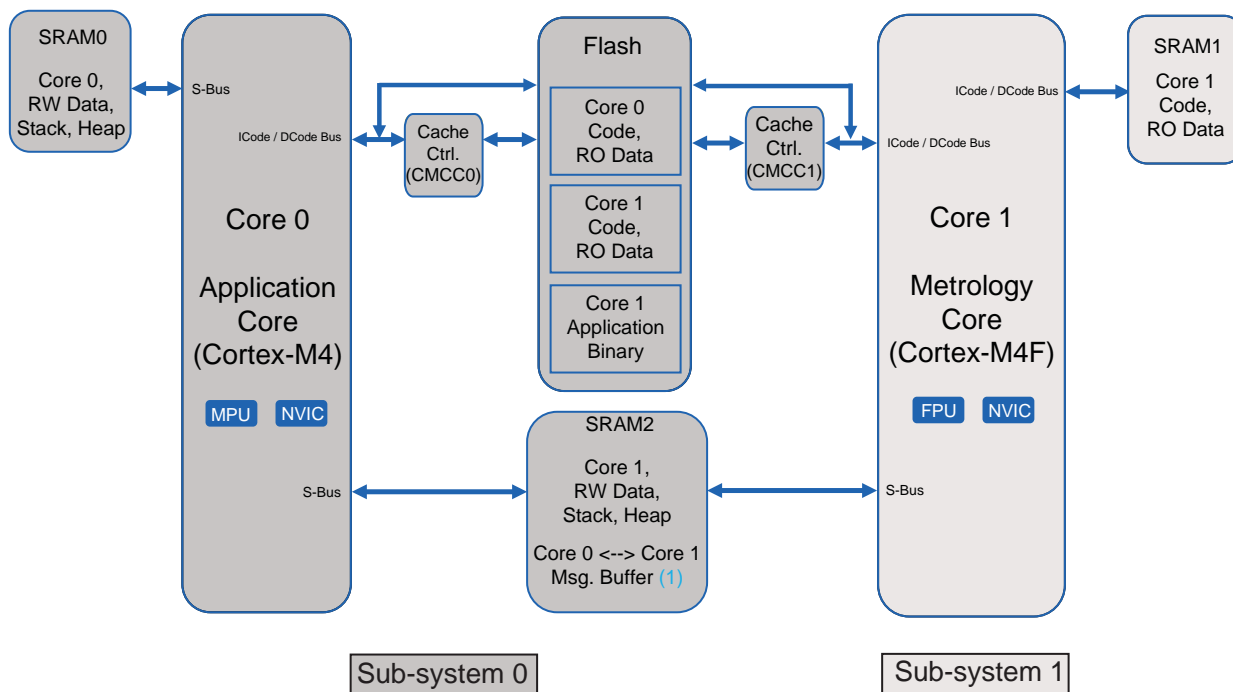 SRAM0
Core 0,
RW Data,
Stack, Heap
S-Bus
ICode / DCode Bus
Core 0
Application
Core
(Cortex-M4)
MPU
NVIC
S-Bus
Cache
Ctrl.
(CMCC0)
Flash
Core 0
Code,
RO Data
Core 1
Code,
RO Data
Core 1
Application
Binary
Cache
Ctrl.
(CMCC1)
SRAM2
Core 1,
RW Data,
Stack, Heap
Core 0 <--> Core 1
Msg. Buffer (1)
ICode / DCode Bus
ICode / DCode Bus
Core 1
Metrology
Core
(Cortex-M4F)
FPU
NVIC
S-Bus
SRAM1
Core 1
Code,
RO Data
Sub-system 0
Sub-system 1